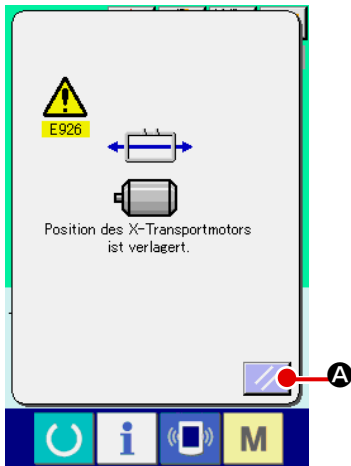 E926
Position des X-Transportmotors
ist verlagert.
A
i
M